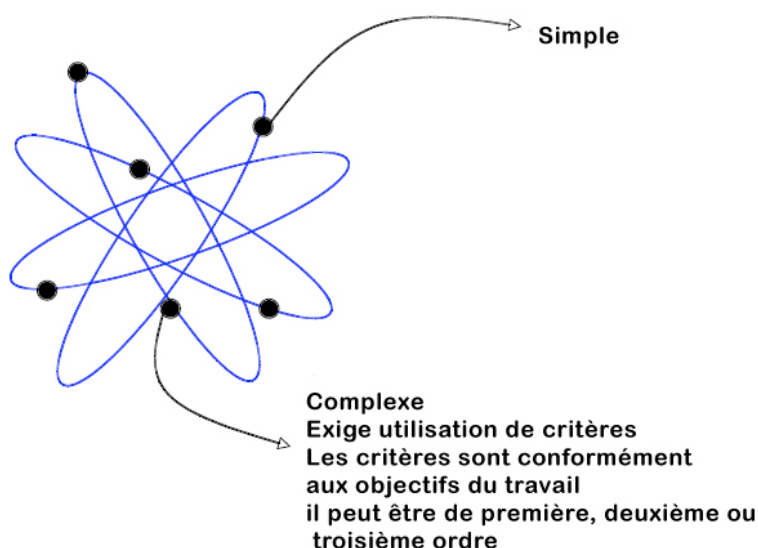 Simple
Complexe
Exige utilisation de critères
Les critères sont conformément
aux objectifs du travail
il peut être de première, deuxième ou
troisième ordre